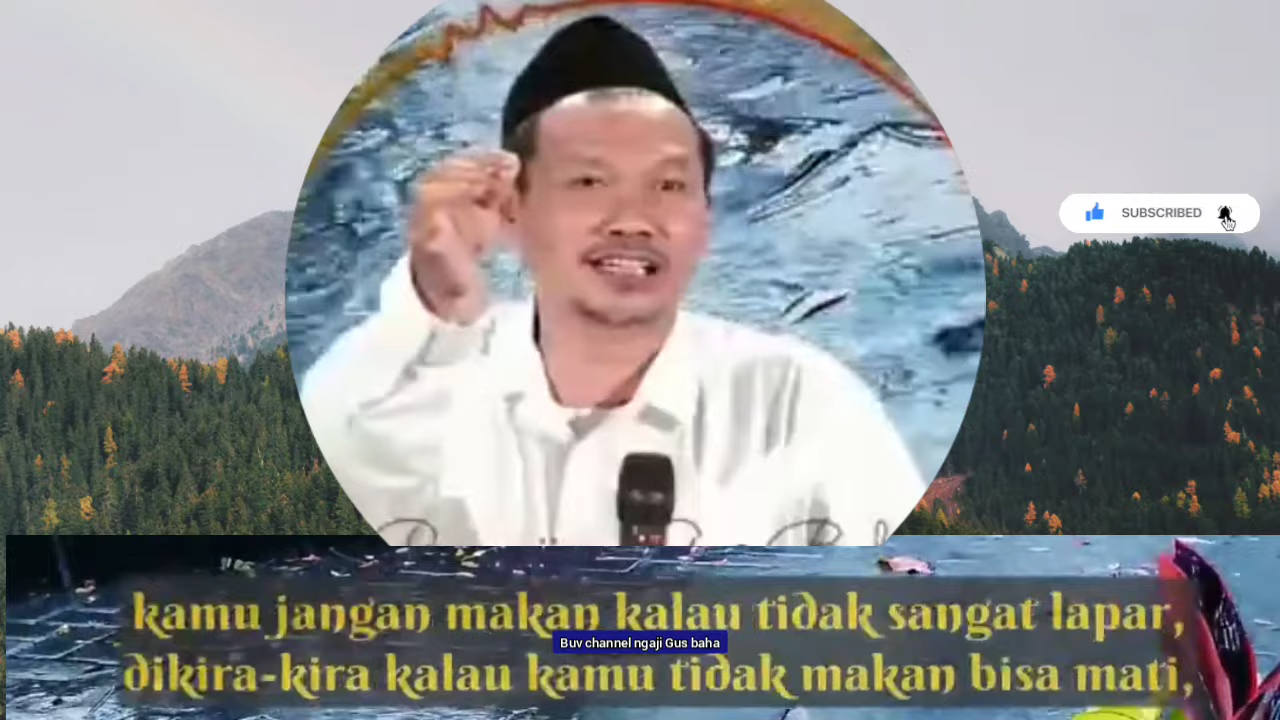 SUBSCRIBED
kamu jangan makan kalau tidak sangat lapar,
Buv channel ngaji Gus baha
dikira-kira kalau kamu tidak makan bisa mati,